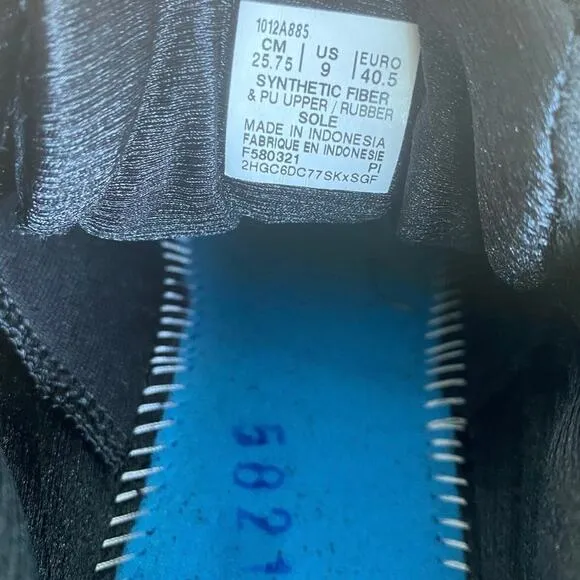 1012A885
CM | US | EURO
25.75 | 9 | 40.5
SYNTHETIC FIBER
& PU UPPER / RUBBER
SOLE
MADE IN INDONESIA
FABRIQUE EN INDONESIE
F580321 PI
2HGC6DC77SKxSGF
5821